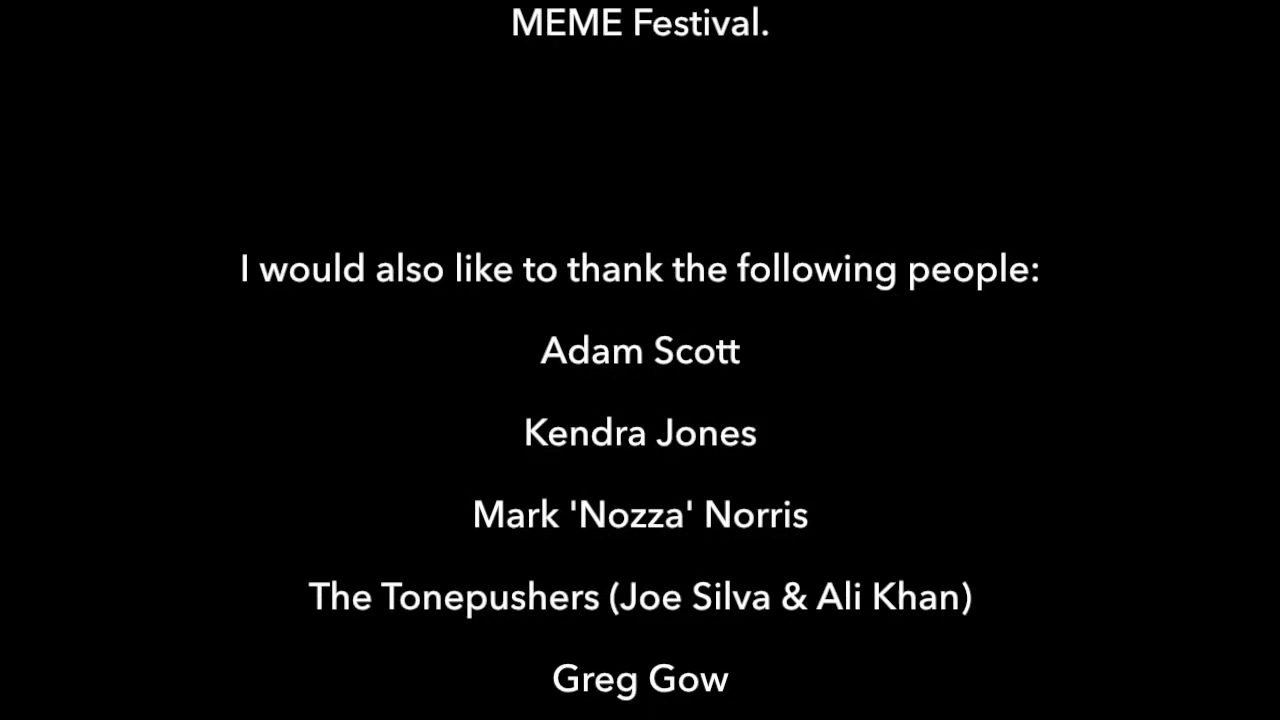 MEME Festival.
I would also like to thank the following people:
Adam Scott
Kendra Jones
Mark 'Nozza' Norris
The Tonepushers (Joe Silva & Ali Khan)
Greg Gow